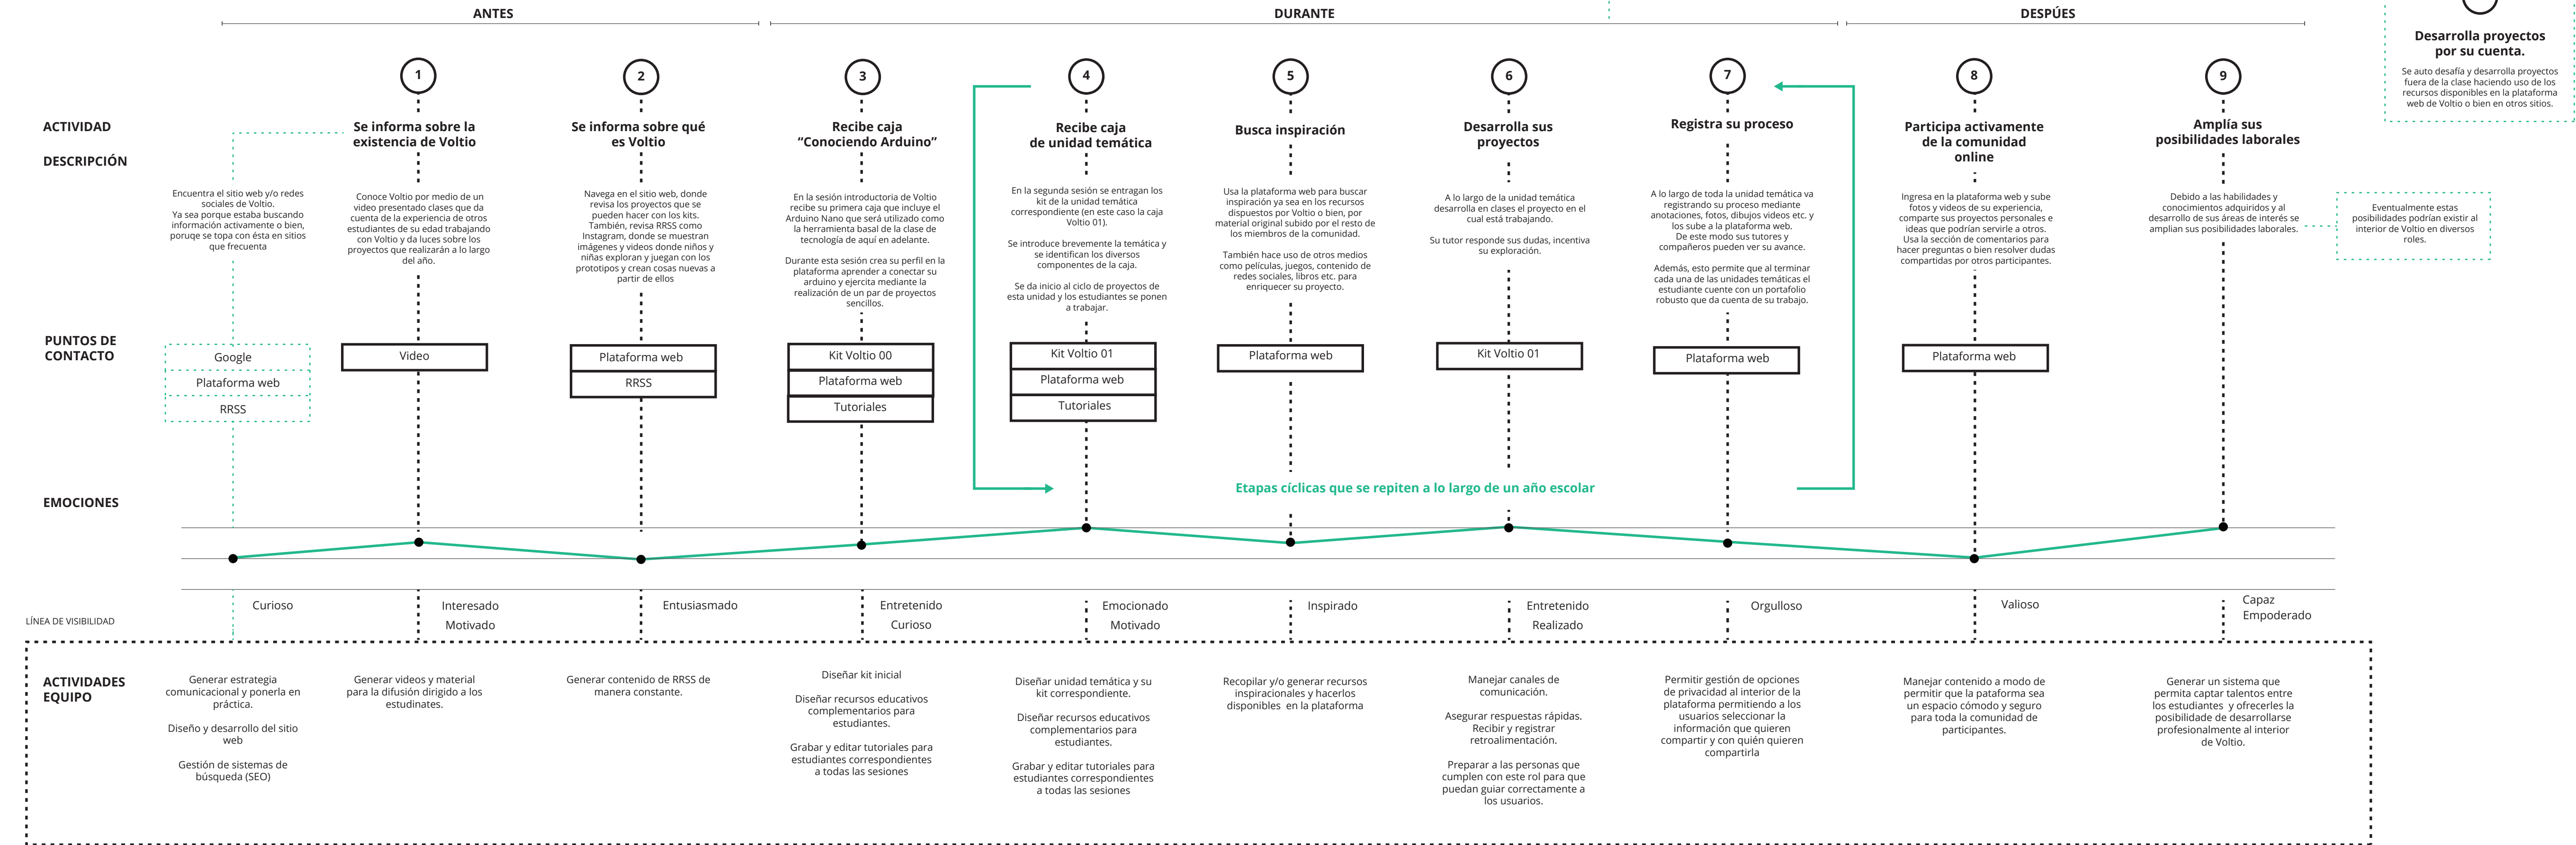 ANTES
DURANTE
DESPÚES
1
2
3
4
5
6
7
8
9
ACTIVIDAD
Se informa sobre la
existencia de Voltio
Se informa sobre qué
es Voltio
Recibe caja
“Conociendo Arduino”
Recibe caja
de unidad temática
Busca inspiración
Desarrolla sus
proyectos
Registra su proceso
Participa activamente
de la comunidad
online
Amplía sus
posibilidades laborales
Desarrolla proyectos
por su cuenta.
Se auto desafía y desarrolla proyectos
fuera de la clase haciendo uso de los
recursos disponibles en la plataforma
web de Voltio o bien en otros sitios.
DESCRIPCIÓN
Encuentra el sitio web y/o redes
sociales de Voltio.
Ya sea porque estaba buscando
información activamente o bien,
poruqe se topa con ésta en sitios
que frecuenta
Conoce Voltio por medio de un
video presentado clases que da
cuenta de la experiencia de otros
estudiantes de su edad trabajando
con Voltio y da luces sobre los
proyectos que realizarán a lo largo
del año.
Navega en el sitio web, donde
revisa los proyectos que se
pueden hacer con los kits.
También, revisa RRSS como
Instagram, donde se muestran
imágenes y videos donde niños y
niñas exploran y juegan con los
prototipos y crean cosas nuevas a
partir de ellos
En la sesión introductoria de Voltio
recibe su primera caja que incluye el
Arduino Nano que será utilizado como
la herramienta basal de la clase de
tecnología de aquí en adelante.
Durante esta sesión crea su perfil en la
plataforma aprender a conectar su
arduino y ejercita mediante la
realización de un par de proyectos
sencillos.
En la segunda sesión se entragan los
kit de la unidad temática
correspondiente (en este caso la caja
Voltio 01).
Se introduce brevemente la temática y
se identifican los diversos
componentes de la caja.
Se da inicio al ciclo de proyectos de
esta unidad y los estudiantes se ponen
a trabajar.
Usa la plataforma web para buscar
inspiración ya sea en los recursos
dispuestos por Voltio o bien, por
material original subido por el resto de
los miembros de la comunidad.
También hace uso de otros medios
como películas, juegos, contenido de
redes sociales, libros etc. para
enriquecer su proyecto.
A lo largo de la unidad temática
desarrolla en clases el proyecto en el
cual está trabajando.
Su tutor responde sus dudas, incentiva
su exploración.
A lo largo de toda la unidad temática va
registrando su proceso mediante
anotaciones, fotos, dibujos videos etc. y
los sube a la plataforma web.
De este modo sus tutores y
compañeros pueden ver su avance.
Además, esto permite que al terminar
cada una de las unidades temáticas el
estudiante cuente con un portafolio
robusto que da cuenta de su trabajo.
Ingresa en la plataforma web y sube
fotos y videos de su experiencia,
comparte sus proyectos personales e
ideas que podrían servirle a otros.
Usa la sección de comentarios para
hacer preguntas o bien resolver dudas
compartidas por otros participantes.
Debido a las habilidades y
conocimientos adquiridos y al
desarrollo de sus áreas de interés se
amplian sus posibilidades laborales.
Eventualmente estas
posibilidades podrían existir al
interior de Voltio en diversos
roles.
PUNTOS DE
CONTACTO
Google
Plataforma web
RRSS
Video
Plataforma web
RRSS
Kit Voltio 00
Plataforma web
Tutoriales
Kit Voltio 01
Plataforma web
Tutoriales
Plataforma web
Kit Voltio 01
Plataforma web
Plataforma web
Etapas cíclicas que se repiten a lo largo de un año escolar
EMOCIONES
Curioso
Interesado
Motivado
Entusiasmado
Entretenido
Curioso
Emocionado
Motivado
Inspirado
Entretenido
Realizado
Orgulloso
Valioso
Capaz
Empoderado
LÍNEA DE VISIBILIDAD
ACTIVIDADES
EQUIPO
Generar estrategia
comunicacional y ponerla en
práctica.
Diseño y desarrollo del sitio
web
Gestión de sistemas de
búsqueda (SEO)
Generar videos y material
para la difusión dirigido a los
estudinates.
Generar contenido de RRSS de
manera constante.
Diseñar kit inicial
Diseñar recursos educativos
complementarios para
estudiantes.
Grabar y editar tutoriales para
estudiantes correspondientes
a todas las sesiones
Diseñar unidad temática y su
kit correspondiente.
Diseñar recursos educativos
complementarios para
estudiantes.
Grabar y editar tutoriales para
estudiantes correspondientes
a todas las sesiones
Recopilar y/o generar recursos
inspiracionales y hacerlos
disponibles en la plataforma
Manejar canales de
comunicación.
Asegurar respuestas rápidas.
Recibir y registrar
retroalimentación.
Preparar a las personas que
cumplen con este rol para que
puedan guiar correctamente a
los usuarios.
Permitir gestión de opciones
de privacidad al interior de la
plataforma permitiendo a los
usuarios seleccionar la
información que quieren
compartir y con quién quieren
compartirla
Manejar contenido a modo de
permitir que la pataforma sea
un espacio cómodo y seguro
para toda la comunidad de
participantes.
Generar un sistema que
permita captar talentos entre
los estudiantes y ofrecerles la
posibilidade de desarrollarse
profesionalmente al interior
de Voltio.